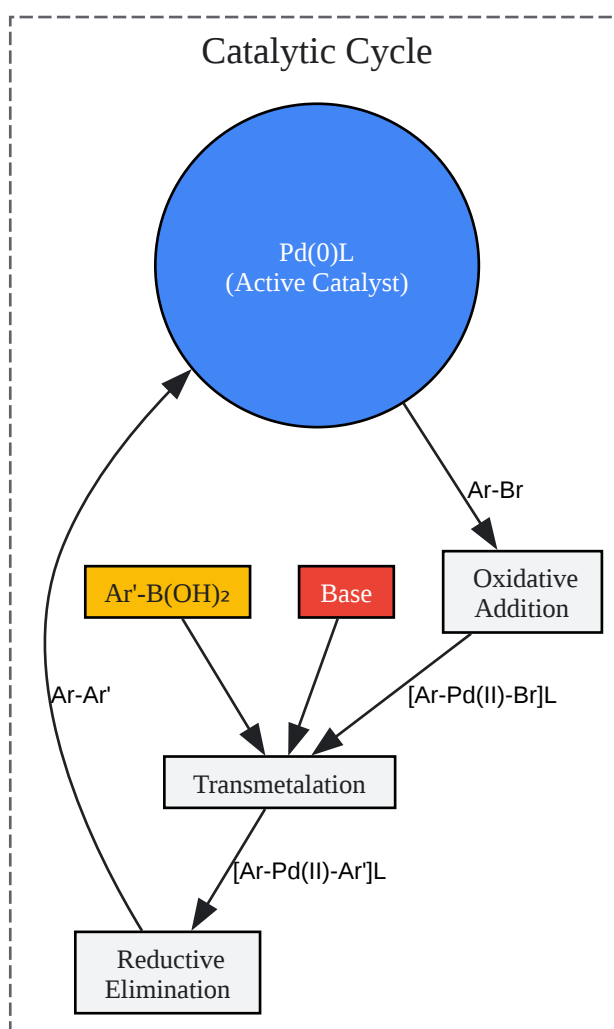 Catalytic Cycle
Pd(0)L
(Active Catalyst)
Ar-Br
Oxidative
Addition
Ar'-B(OH)₂
Base
Ar-Ar'
[Ar-Pd(II)-Br]L
Transmetalation
[Ar-Pd(II)-Ar']L
Reductive
Elimination